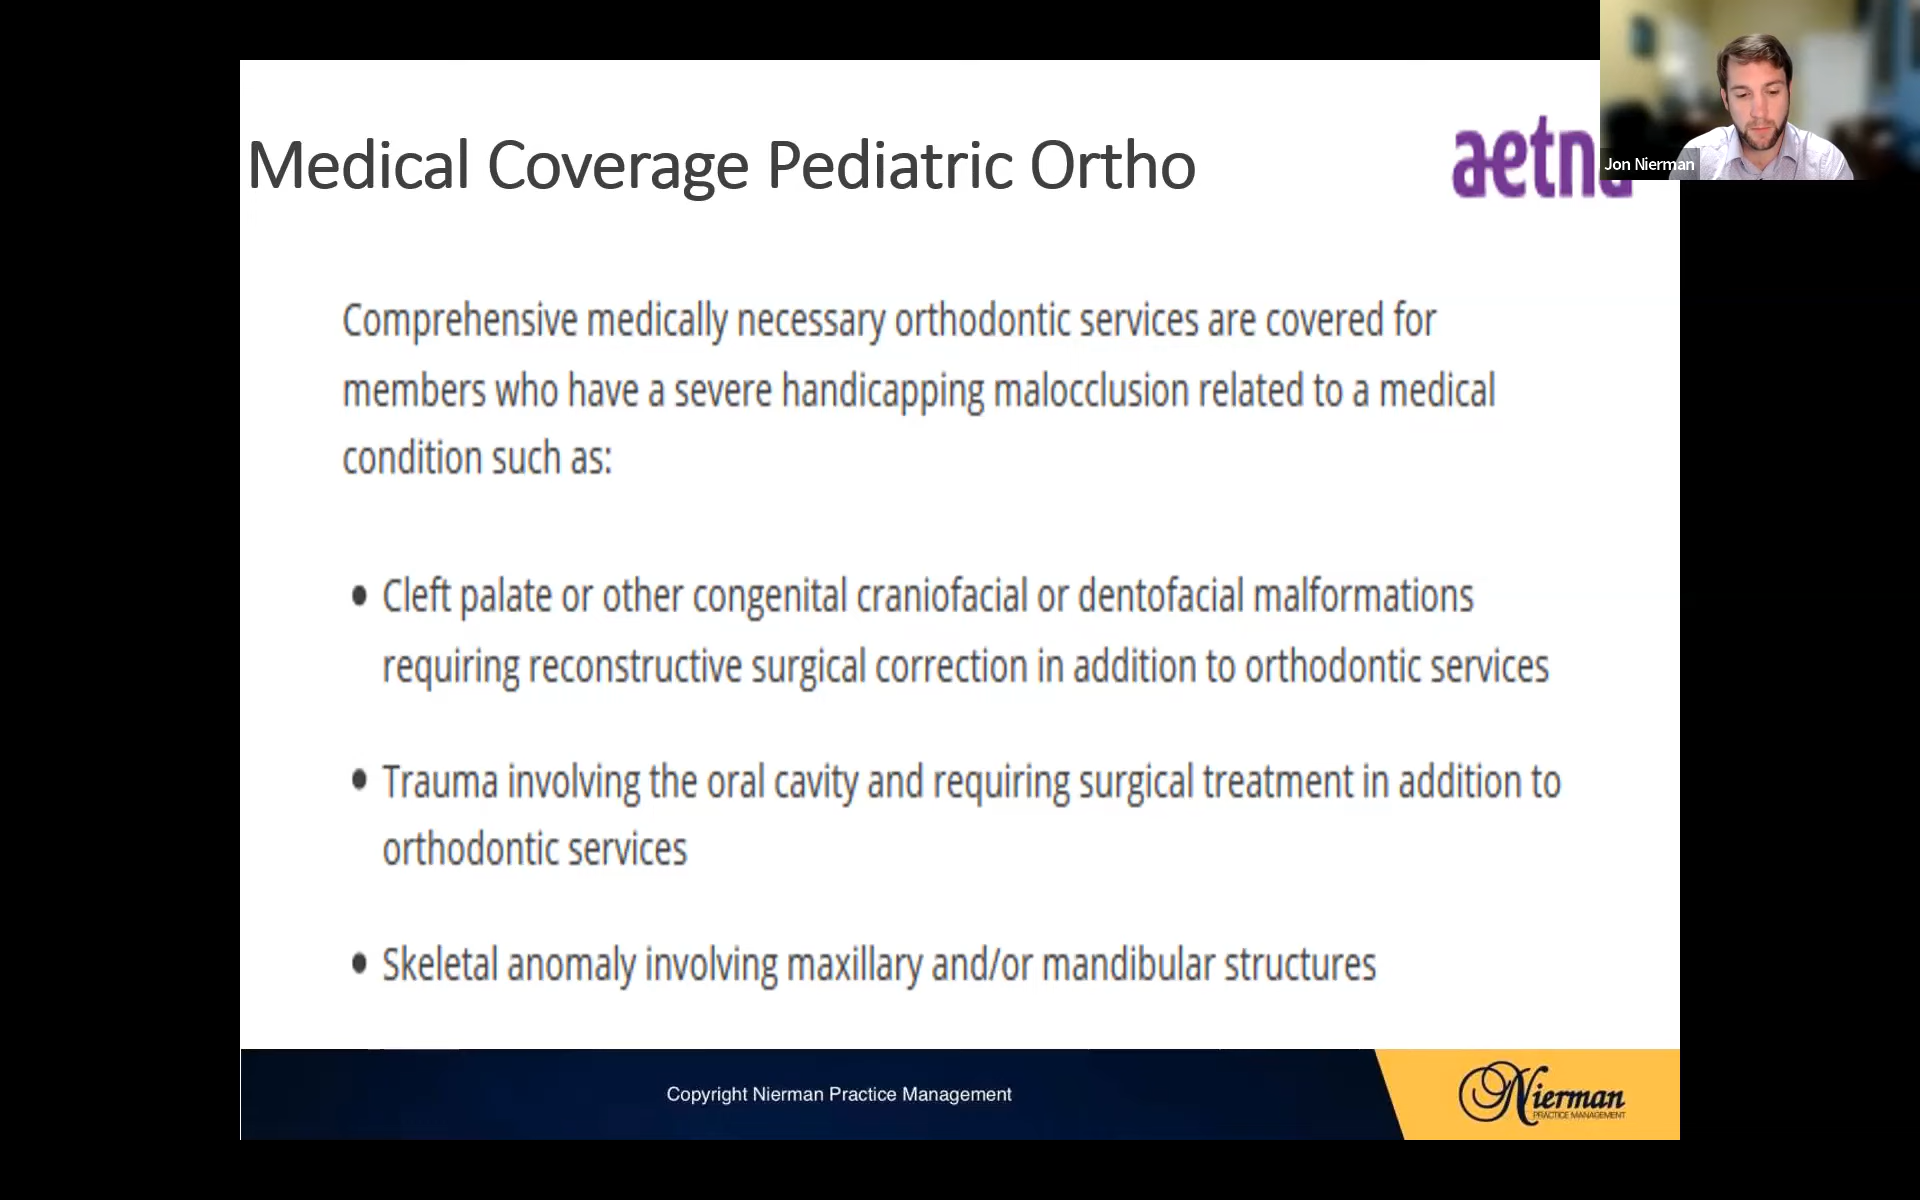 Medical Coverage Pediatric Ortho
aetna
Jon Nierman
Comprehensive medically necessary orthodontic services are covered for
members who have a severe handicapping malocclusion related to a medical
condition such as:
• Cleft palate or other congenital craniofacial or dentofacial malformations
requiring reconstructive surgical correction in addition to orthodontic services
• Trauma involving the oral cavity and requiring surgical treatment in addition to
orthodontic services
• Skeletal anomaly involving maxillary and/or mandibular structures
Copyright Nierman Practice Management
Nierman
PRACTICE MANAGEMENT